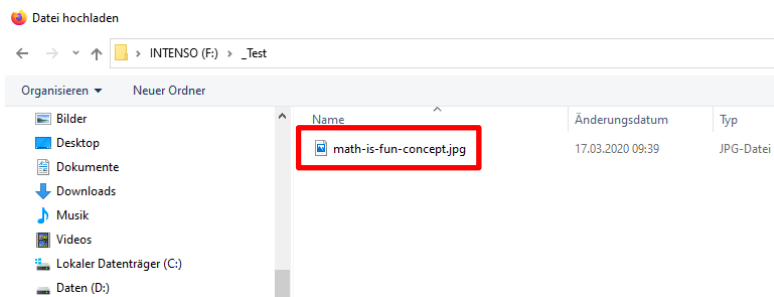 Datei hochladen
INTENSO (F:) > _Test
Organisieren Neuer Ordner
Bilder
Desktop
Dokumente
Downloads
Musik
Videos
Lokaler Datenträger (C:)
Daten (D:)
Name Änderungsdatum Typ
math-is-fun-concept.jpg 17.03.2020 09:39 JPG-Datei